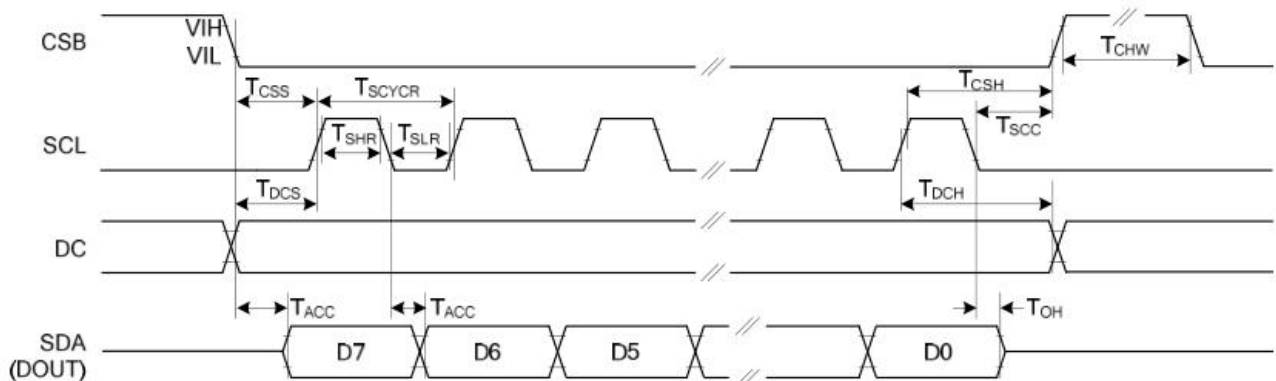 CSB
VIH
VIL
TCHW
TCSS
TSCYCR
TCSH
SCL
TSHR
TSLR
TSCC
TDCS
TDCH
DC
TACC
TACC
TOH
SDA
(DOUT)
D7
D6
D5
D0